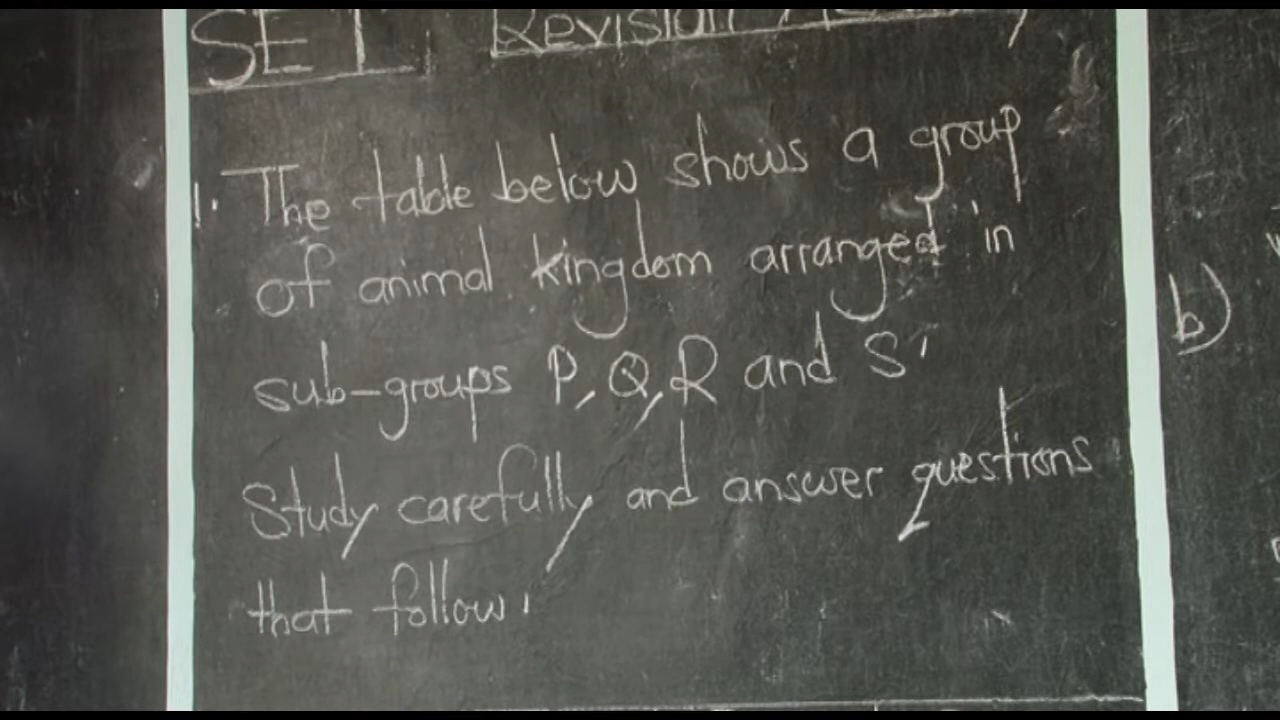 SET 1. Revision
1. The table below shows a group
of animal kingdom arranged in
sub-groups P, Q, R and S.
Study carefully and answer questions
that follow.
b)